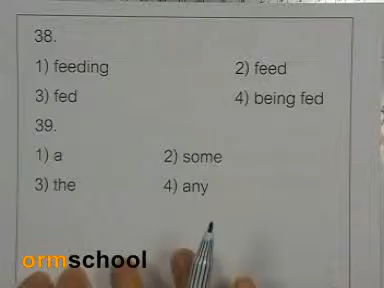 38.
1) feeding 2) feed
3) fed 4) being fed
39.
1) a 2) some
3) the 4) any
ormschool